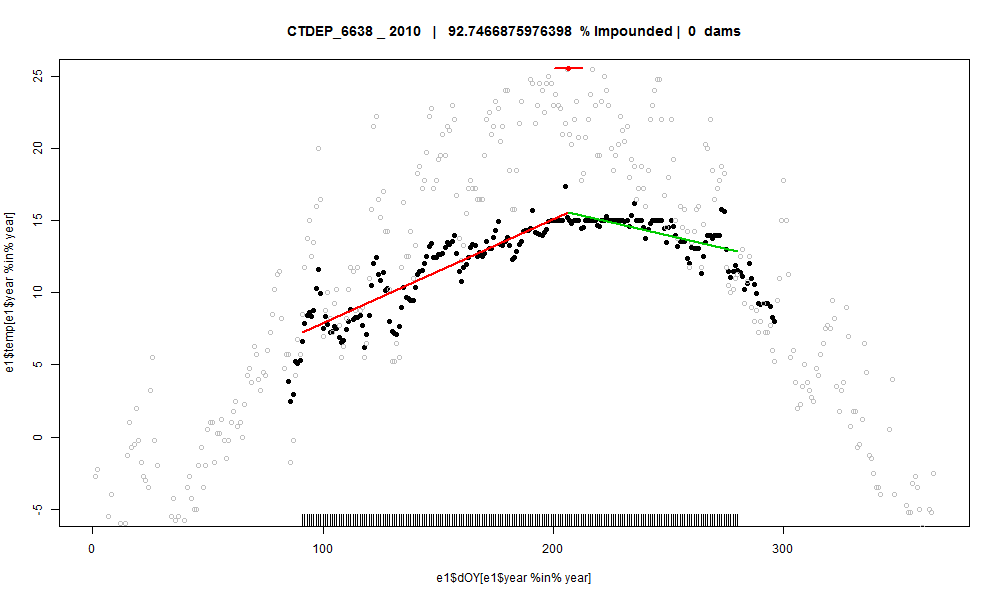 CTDEP_6638 _ 2010 | 92.7466875976398 % Impounded | 0 dams
e1$temp[e1$year %in% year]
25
20
15
10
5
0
-5
0 100 200 300
e1$dOY[e1$year %in% year]